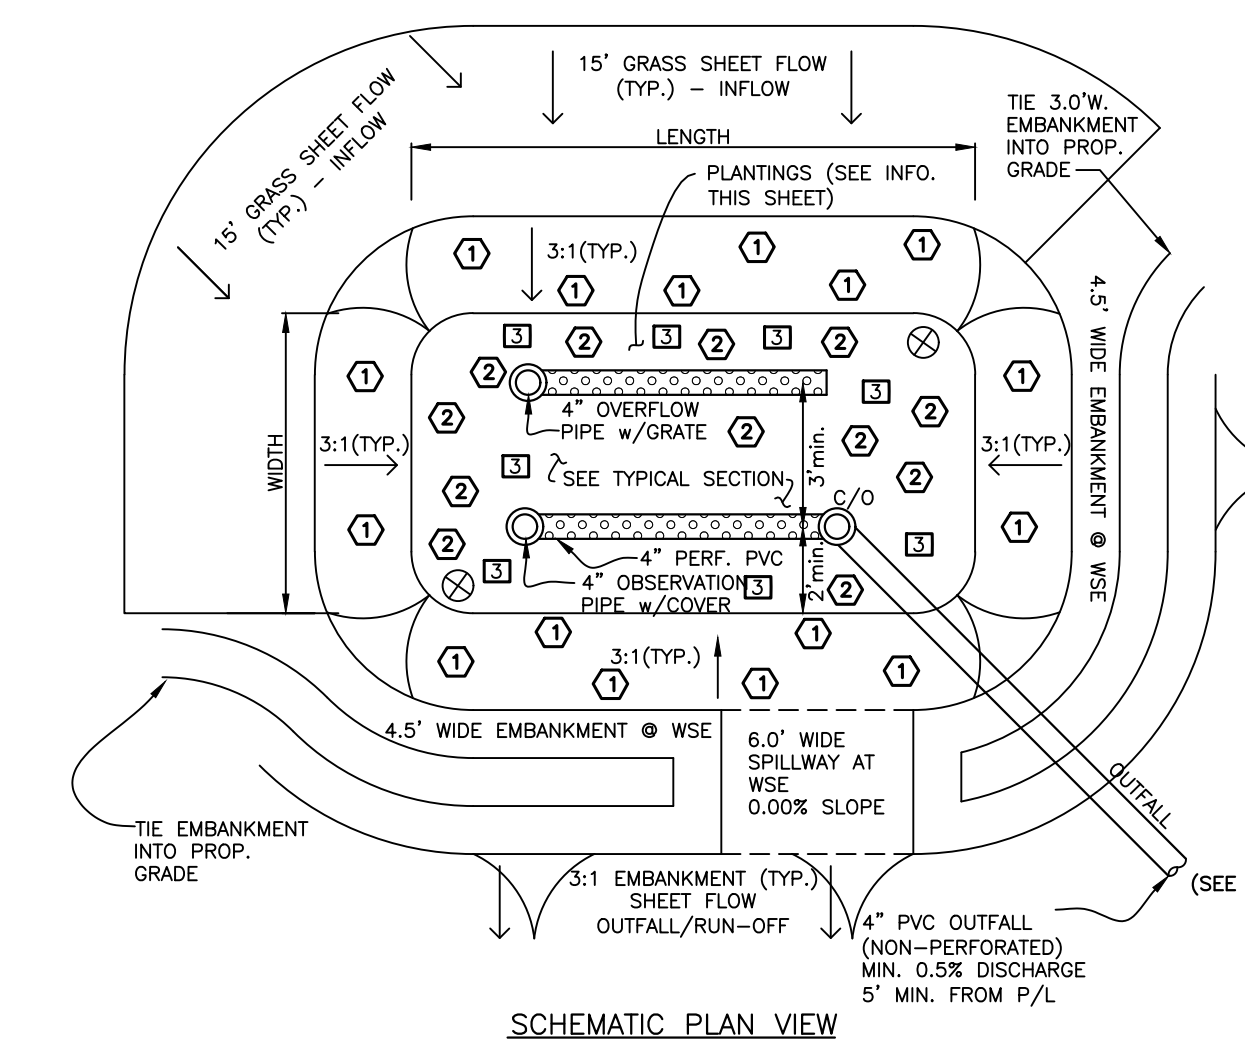 15' GRASS SHEET FLOW
(TYP.) – INFLOW
15' GRASS SHEET FLOW
(TYP.) – INFLOW
TIE 3.0'W.
EMBANKMENT
INTO PROP.
GRADE
LENGTH
PLANTINGS (SEE INFO.
THIS SHEET)
1
1
1
3:1(TYP.)
1
1
1
4.5' WIDE EMBANKMENT @ WSE
3
2
3
2
3
2
1
2
1
3
4" OVERFLOW
PIPE w/GRATE
2
2
2
2
WIDTH
3:1(TYP.)
3'min.
3:1(TYP.)
3
SEE TYPICAL SECTION
2
2
C/O
1
1
2
3
4" PERF. PVC
3
4" OBSERVATION
PIPE w/COVER
3
2'min.
2
1
1
3:1(TYP.)
1
1
1
1
4.5' WIDE EMBANKMENT @ WSE
6.0' WIDE
SPILLWAY AT
WSE
0.00% SLOPE
OUTFALL
TIE EMBANKMENT
INTO PROP.
GRADE
3:1 EMBANKMENT (TYP.)
SHEET FLOW
OUTFALL/RUN-OFF
(SEE
4" PVC OUTFALL
(NON-PERFORATED)
MIN. 0.5% DISCHARGE
5' MIN. FROM P/L
SCHEMATIC PLAN VIEW